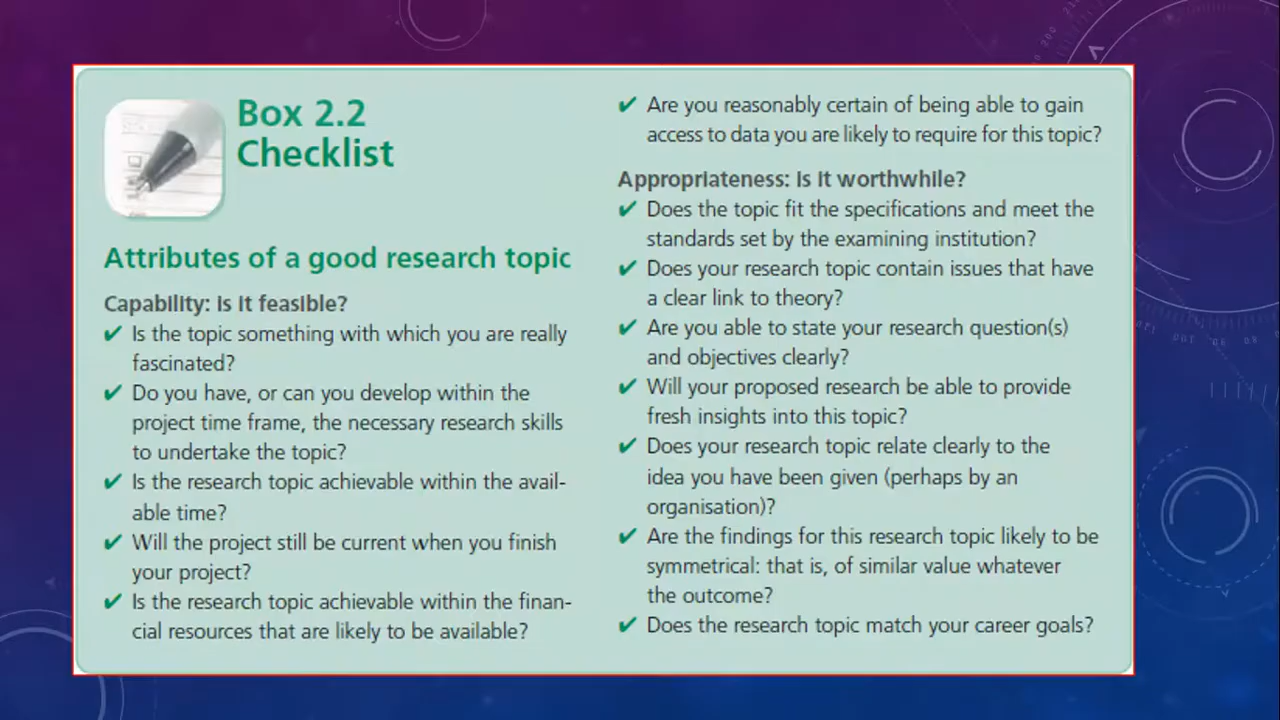 Box 2.2
Checklist
Attributes of a good research topic
Capability: is it feasible?
✔ Is the topic something with which you are really
fascinated?
✔ Do you have, or can you develop within the
project time frame, the necessary research skills
to undertake the topic?
✔ Is the research topic achievable within the avail-
able time?
✔ Will the project still be current when you finish
your project?
✔ Is the research topic achievable within the finan-
cial resources that are likely to be available?
✔ Are you reasonably certain of being able to gain
access to data you are likely to require for this topic?
Appropriateness: is it worthwhile?
✔ Does the topic fit the specifications and meet the
standards set by the examining institution?
✔ Does your research topic contain issues that have
a clear link to theory?
✔ Are you able to state your research question(s)
and objectives clearly?
✔ Will your proposed research be able to provide
fresh insights into this topic?
✔ Does your research topic relate clearly to the
idea you have been given (perhaps by an
organisation)?
✔ Are the findings for this research topic likely to be
symmetrical: that is, of similar value whatever
the outcome?
✔ Does the research topic match your career goals?